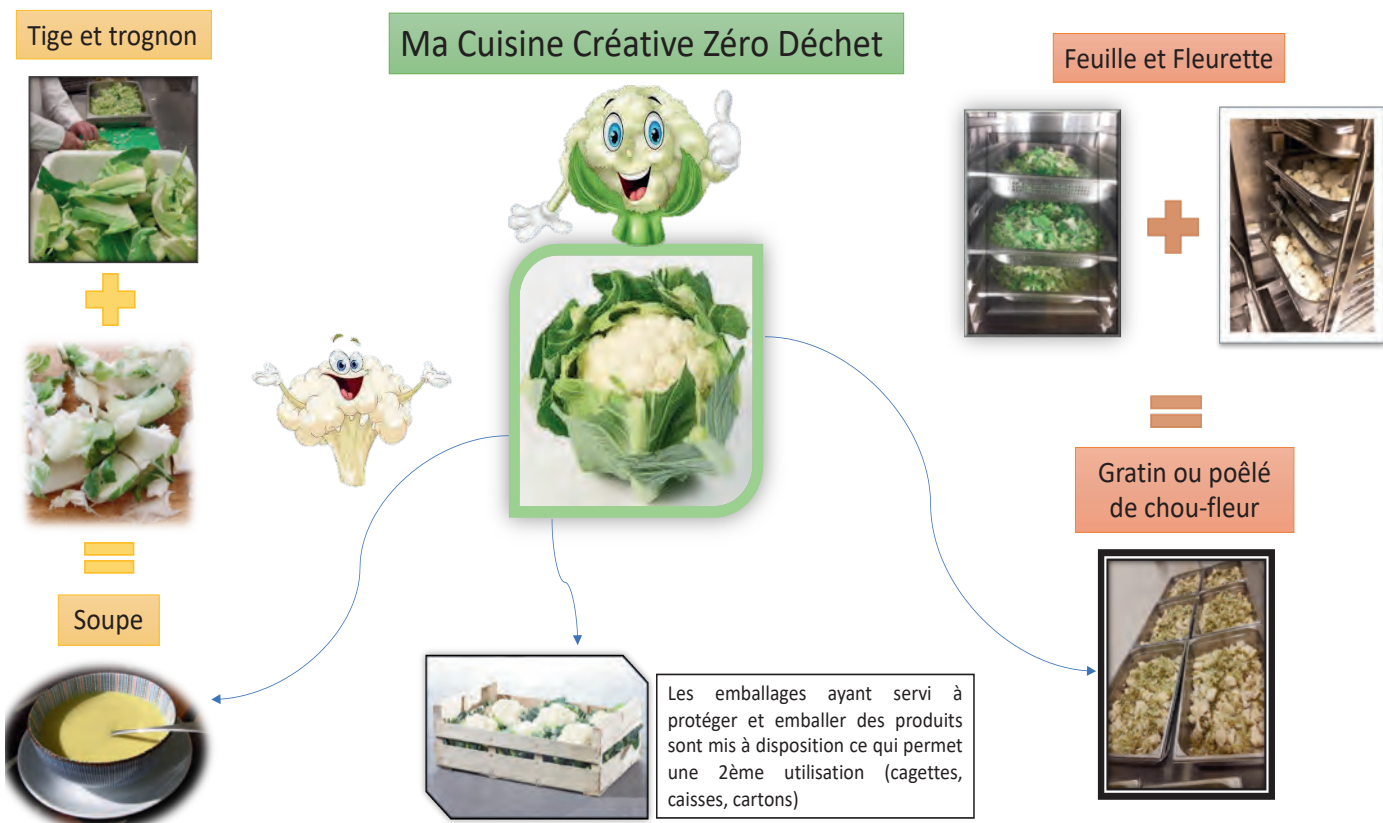 Tige et trognon
Ma Cuisine Créative Zéro Déchet
Feuille et Fleurette
Gratin ou poêlé
de chou-fleur
Soupe
Les emballages ayant servi à
protéger et emballer des produits
sont mis à disposition ce qui permet
une 2ème utilisation (cagettes,
caisses, cartons)